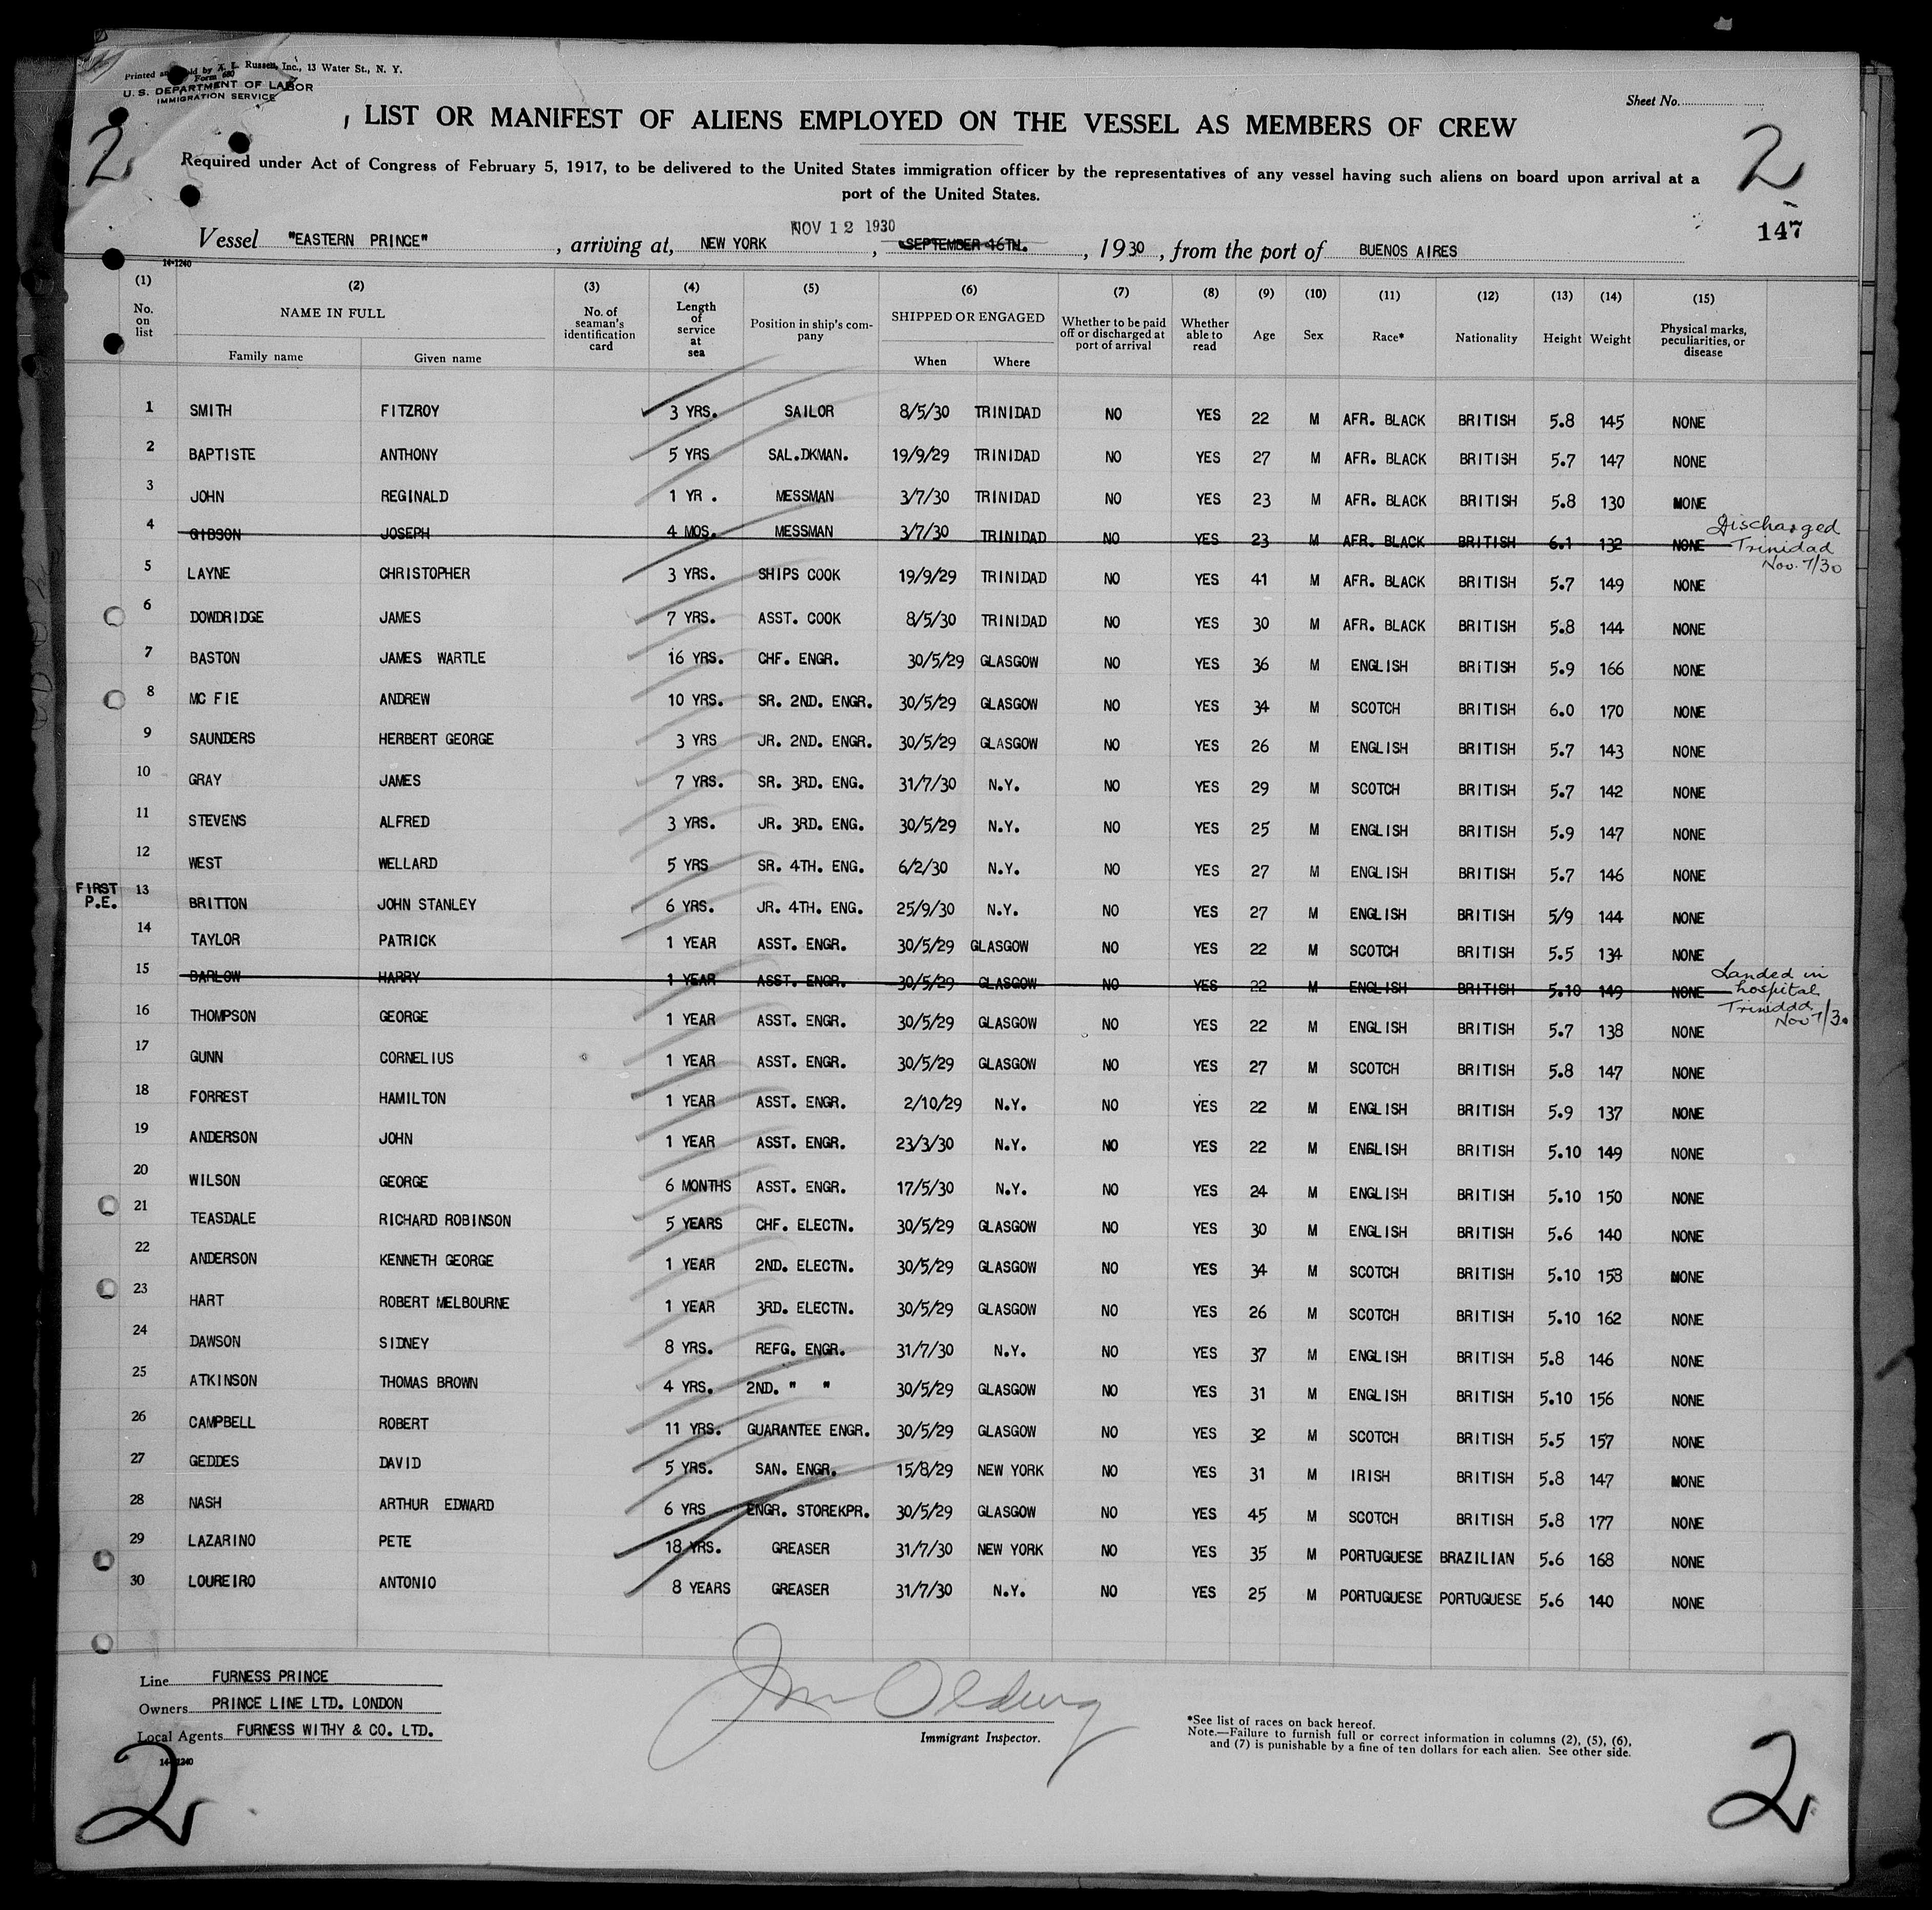 Printed and sold by A. L. Russell, Inc., 13 Water St., N. Y.
Form 680
U. S. DEPARTMENT OF LABOR
IMMIGRATION SERVICE
Sheet No.
LIST OR MANIFEST OF ALIENS EMPLOYED ON THE VESSEL AS MEMBERS OF CREW
2 2
Required under Act of Congress of February 5, 1917, to be delivered to the United States immigration officer by the representatives of any vessel having such aliens on board upon arrival at a
port of the United States.
147
NOV 12 1930
Vessel "EASTERN PRINCE", arriving at, NEW YORK, SEPTEMBER 16TH., 1930, from the port of BUENOS AIRES
14-1240
(1) (2) (3) (4) (5) (6) (7) (8) (9) (10) (11) (12) (13) (14) (15)
No. on list NAME IN FULL No. of seaman's identification card Length of service at sea Position in ship's company SHIPPED OR ENGAGED Whether to be paid off or discharged at port of arrival Whether able to read Age Sex Race* Nationality Height Weight Physical marks, peculiarities, or disease
Family name Given name When Where
1 SMITH FITZROY 3 YRS. SAILOR 8/5/30 TRINIDAD NO YES 22 M AFR. BLACK BRITISH 5.8 145 NONE
2 BAPTISTE ANTHONY 5 YRS SAL.DKMAN. 19/9/29 TRINIDAD NO YES 27 M AFR. BLACK BRITISH 5.7 147 NONE
3 JOHN REGINALD 1 YR. MESSMAN 3/7/30 TRINIDAD NO YES 23 M AFR. BLACK BRITISH 5.8 130 NONE
4 GIBSON JOSEPH 4 MOS. MESSMAN 3/7/30 TRINIDAD NO YES 23 M AFR. BLACK BRITISH 6.1 132 NONE Discharged Trinidad Nov. 7/30
5 LAYNE CHRISTOPHER 3 YRS. SHIPS COOK 19/9/29 TRINIDAD NO YES 41 M AFR. BLACK BRITISH 5.7 149 NONE
6 DOWDRIDGE JAMES 7 YRS. ASST. COOK 8/5/30 TRINIDAD NO YES 30 M AFR. BLACK BRITISH 5.8 144 NONE
7 BASTON JAMES WARTLE 16 YRS. CHF. ENGR. 30/5/29 GLASGOW NO YES 36 M ENGLISH BRITISH 5.9 166 NONE
8 MC FIE ANDREW 10 YRS. SR. 2ND. ENGR. 30/5/29 GLASGOW NO YES 34 M SCOTCH BRITISH 6.0 170 NONE
9 SAUNDERS HERBERT GEORGE 3 YRS JR. 2ND. ENGR. 30/5/29 GLASGOW NO YES 26 M ENGLISH BRITISH 5.7 143 NONE
10 GRAY JAMES 7 YRS. SR. 3RD. ENG. 31/7/30 N.Y. NO YES 29 M SCOTCH BRITISH 5.7 142 NONE
11 STEVENS ALFRED 3 YRS. JR. 3RD. ENG. 30/5/29 N.Y. NO YES 25 M ENGLISH BRITISH 5.9 147 NONE
12 WEST WELLARD 5 YRS SR. 4TH. ENG. 6/2/30 N.Y. NO YES 27 M ENGLISH BRITISH 5.7 146 NONE
FIRST P.E. 13 BRITTON JOHN STANLEY 6 YRS. JR. 4TH. ENG. 25/9/30 N.Y. NO YES 27 M ENGLISH BRITISH 5/9 144 NONE
14 TAYLOR PATRICK 1 YEAR ASST. ENGR. 30/5/29 GLASGOW NO YES 22 M SCOTCH BRITISH 5.5 134 NONE
15 BARLOW HARRY 1 YEAR ASST. ENGR. 30/5/29 GLASGOW NO YES 22 M ENGLISH BRITISH 5.10 149 NONE Landed in hospital Trinidad Nov 7/30
16 THOMPSON GEORGE 1 YEAR ASST. ENGR. 30/5/29 GLASGOW NO YES 22 M ENGLISH BRITISH 5.7 138 NONE
17 GUNN CORNELIUS 1 YEAR ASST. ENGR. 30/5/29 GLASGOW NO YES 27 M SCOTCH BRITISH 5.8 147 NONE
18 FORREST HAMILTON 1 YEAR ASST. ENGR. 2/10/29 N.Y. NO YES 22 M ENGLISH BRITISH 5.9 137 NONE
19 ANDERSON JOHN 1 YEAR ASST. ENGR. 23/3/30 N.Y. NO YES 22 M ENGLISH BRITISH 5.10 149 NONE
20 WILSON GEORGE 6 MONTHS ASST. ENGR. 17/5/30 N.Y. NO YES 24 M ENGLISH BRITISH 5.10 150 NONE
21 TEASDALE RICHARD ROBINSON 5 YEARS CHF. ELECTN. 30/5/29 GLASGOW NO YES 30 M ENGLISH BRITISH 5.6 140 NONE
22 ANDERSON KENNETH GEORGE 1 YEAR 2ND. ELECTN. 30/5/29 GLASGOW NO YES 34 M SCOTCH BRITISH 5.10 158 NONE
23 HART ROBERT MELBOURNE 1 YEAR 3RD. ELECTN. 30/5/29 GLASGOW NO YES 26 M SCOTCH BRITISH 5.10 162 NONE
24 DAWSON SIDNEY 8 YRS. REFG. ENGR. 31/7/30 N.Y. NO YES 37 M ENGLISH BRITISH 5.8 146 NONE
25 ATKINSON THOMAS BROWN 4 YRS. 2ND. " " 30/5/29 GLASGOW NO YES 31 M ENGLISH BRITISH 5.10 156 NONE
26 CAMPBELL ROBERT 11 YRS. GUARANTEE ENGR. 30/5/29 GLASGOW NO YES 32 M SCOTCH BRITISH 5.5 157 NONE
27 GEDDES DAVID 5 YRS. SAN. ENGR. 15/8/29 NEW YORK NO YES 31 M IRISH BRITISH 5.8 147 NONE
28 NASH ARTHUR EDWARD 6 YRS ENGR. STOREKPR. 30/5/29 GLASGOW NO YES 45 M SCOTCH BRITISH 5.8 177 NONE
29 LAZARINO PETE 18 YRS. GREASER 31/7/30 NEW YORK NO YES 35 M PORTUGUESE BRAZILIAN 5.6 168 NONE
30 LOUREIRO ANTONIO 8 YEARS GREASER 31/7/30 N.Y. NO YES 25 M PORTUGUESE PORTUGUESE 5.6 140 NONE
Line FURNESS PRINCE
Owners PRINCE LINE LTD. LONDON
Local Agents FURNESS WITHY & CO. LTD.
14-1240
Immigrant Inspector.
*See list of races on back hereof.
Note.—Failure to furnish full or correct information in columns (2), (5), (6),
and (7) is punishable by a fine of ten dollars for each alien. See other side.
2 2